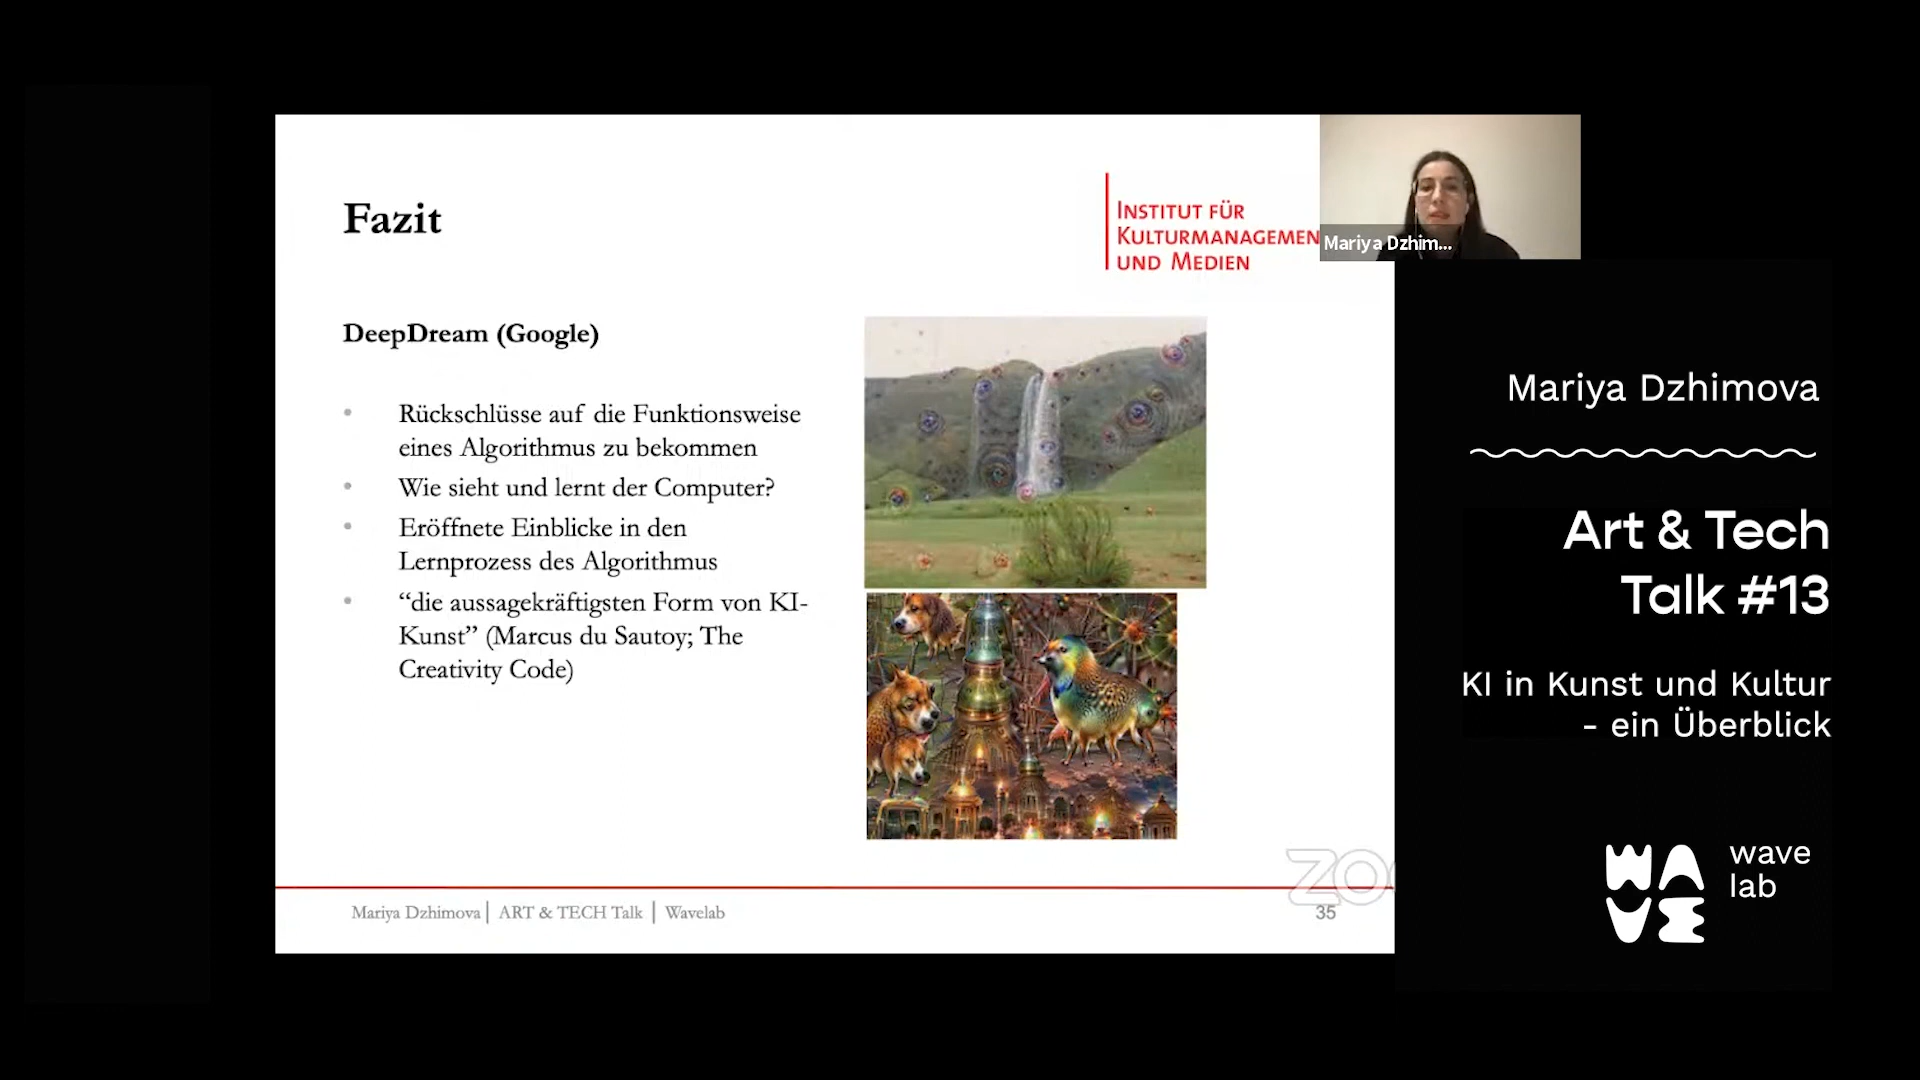 Fazit
INSTITUT FÜR
KULTURMANAGEMEN
UND MEDIEN
Mariya Dzhim...
DeepDream (Google)
• Rückschlüsse auf die Funktionsweise
eines Algorithmus zu bekommen
• Wie sieht und lernt der Computer?
• Eröffnete Einblicke in den
Lernprozess des Algorithmus
• “die aussagekräftigsten Form von KI-
Kunst” (Marcus du Sautoy; The
Creativity Code)
Mariya Dzhimova | ART & TECH Talk | Wavelab
35
ZO
Mariya Dzhimova
Art & Tech
Talk #13
KI in Kunst und Kultur
- ein Überblick
WAVE
wave
lab